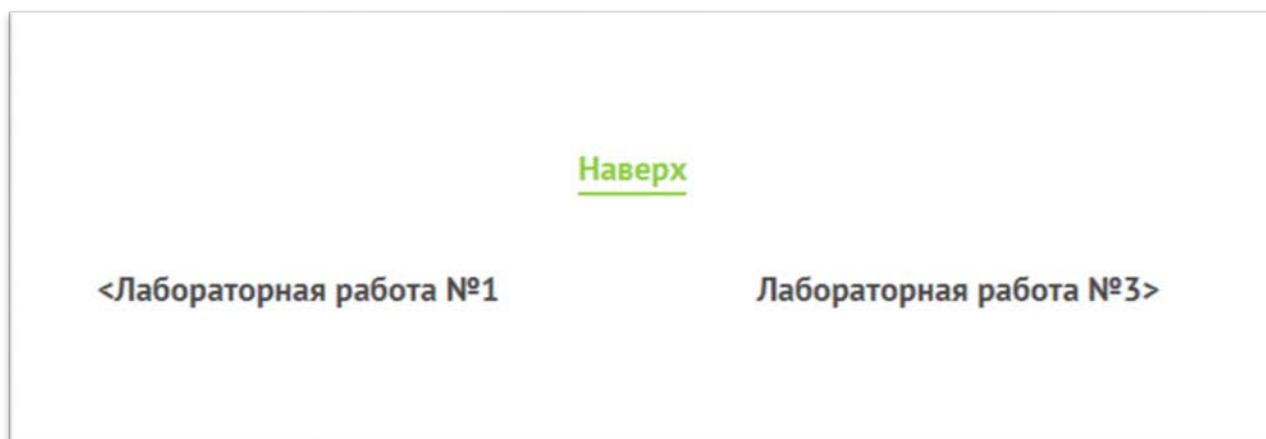 Наверх
<Лабораторная работа №1 Лабораторная работа №3>